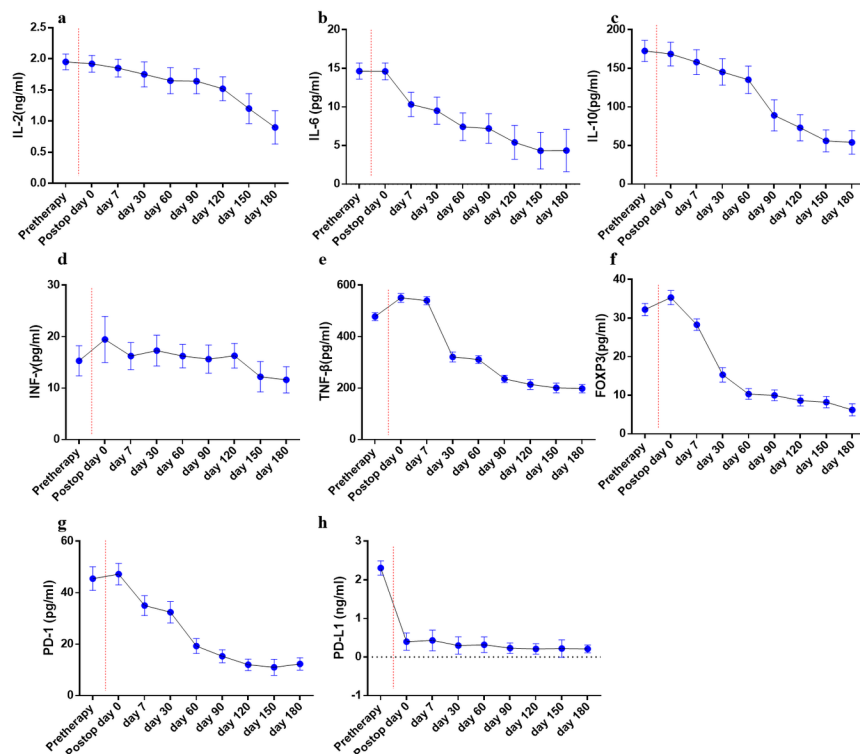 a
IL-2(ng/ml)
2.5
2.0
1.5
1.0
0.5
0.0
Pretherapy
Postop day 0
day 7
day 30
day 60
day 90
day 120
day 150
day 180
b
IL-6 (pg/ml)
20
15
10
5
0
Pretherapy
Postop day 0
day 7
day 30
day 60
day 90
day 120
day 150
day 180
c
IL-10(pg/ml)
200
150
100
50
0
Pretherapy
Postop day 0
day 7
day 30
day 60
day 90
day 120
day 150
day 180
d
INF-γ(pg/ml)
30
20
10
0
Pretherapy
Postop day 0
day 7
day 30
day 60
day 90
day 120
day 150
day 180
e
TNF-β(pg/ml)
600
400
200
0
Pretherapy
Postop day 0
day 7
day 30
day 60
day 90
day 120
day 150
day 180
f
FOXP3(pg/ml)
40
30
20
10
0
Pretherapy
Postop day 0
day 7
day 30
day 60
day 90
day 120
day 150
day 180
g
PD-1 (pg/ml)
60
40
20
0
Pretherapy
Postop day 0
day 7
day 30
day 60
day 90
day 120
day 150
day 180
h
PD-L1 (ng/ml)
3
2
1
0
-1
Pretherapy
Postop day 0
day 7
day 30
day 60
day 90
day 120
day 150
day 180